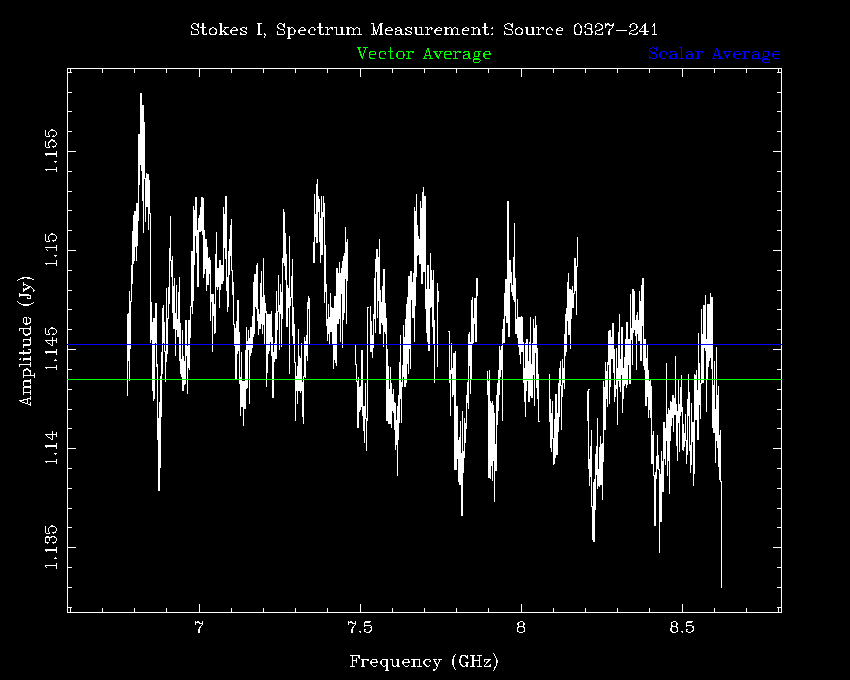 Stokes I, Spectrum Measurement: Source 0327-241
Vector Average
Scalar Average
1.155
1.15
1.145
1.14
1.135
Amplitude (Jy)
7
7.5
8
8.5
Frequency (GHz)